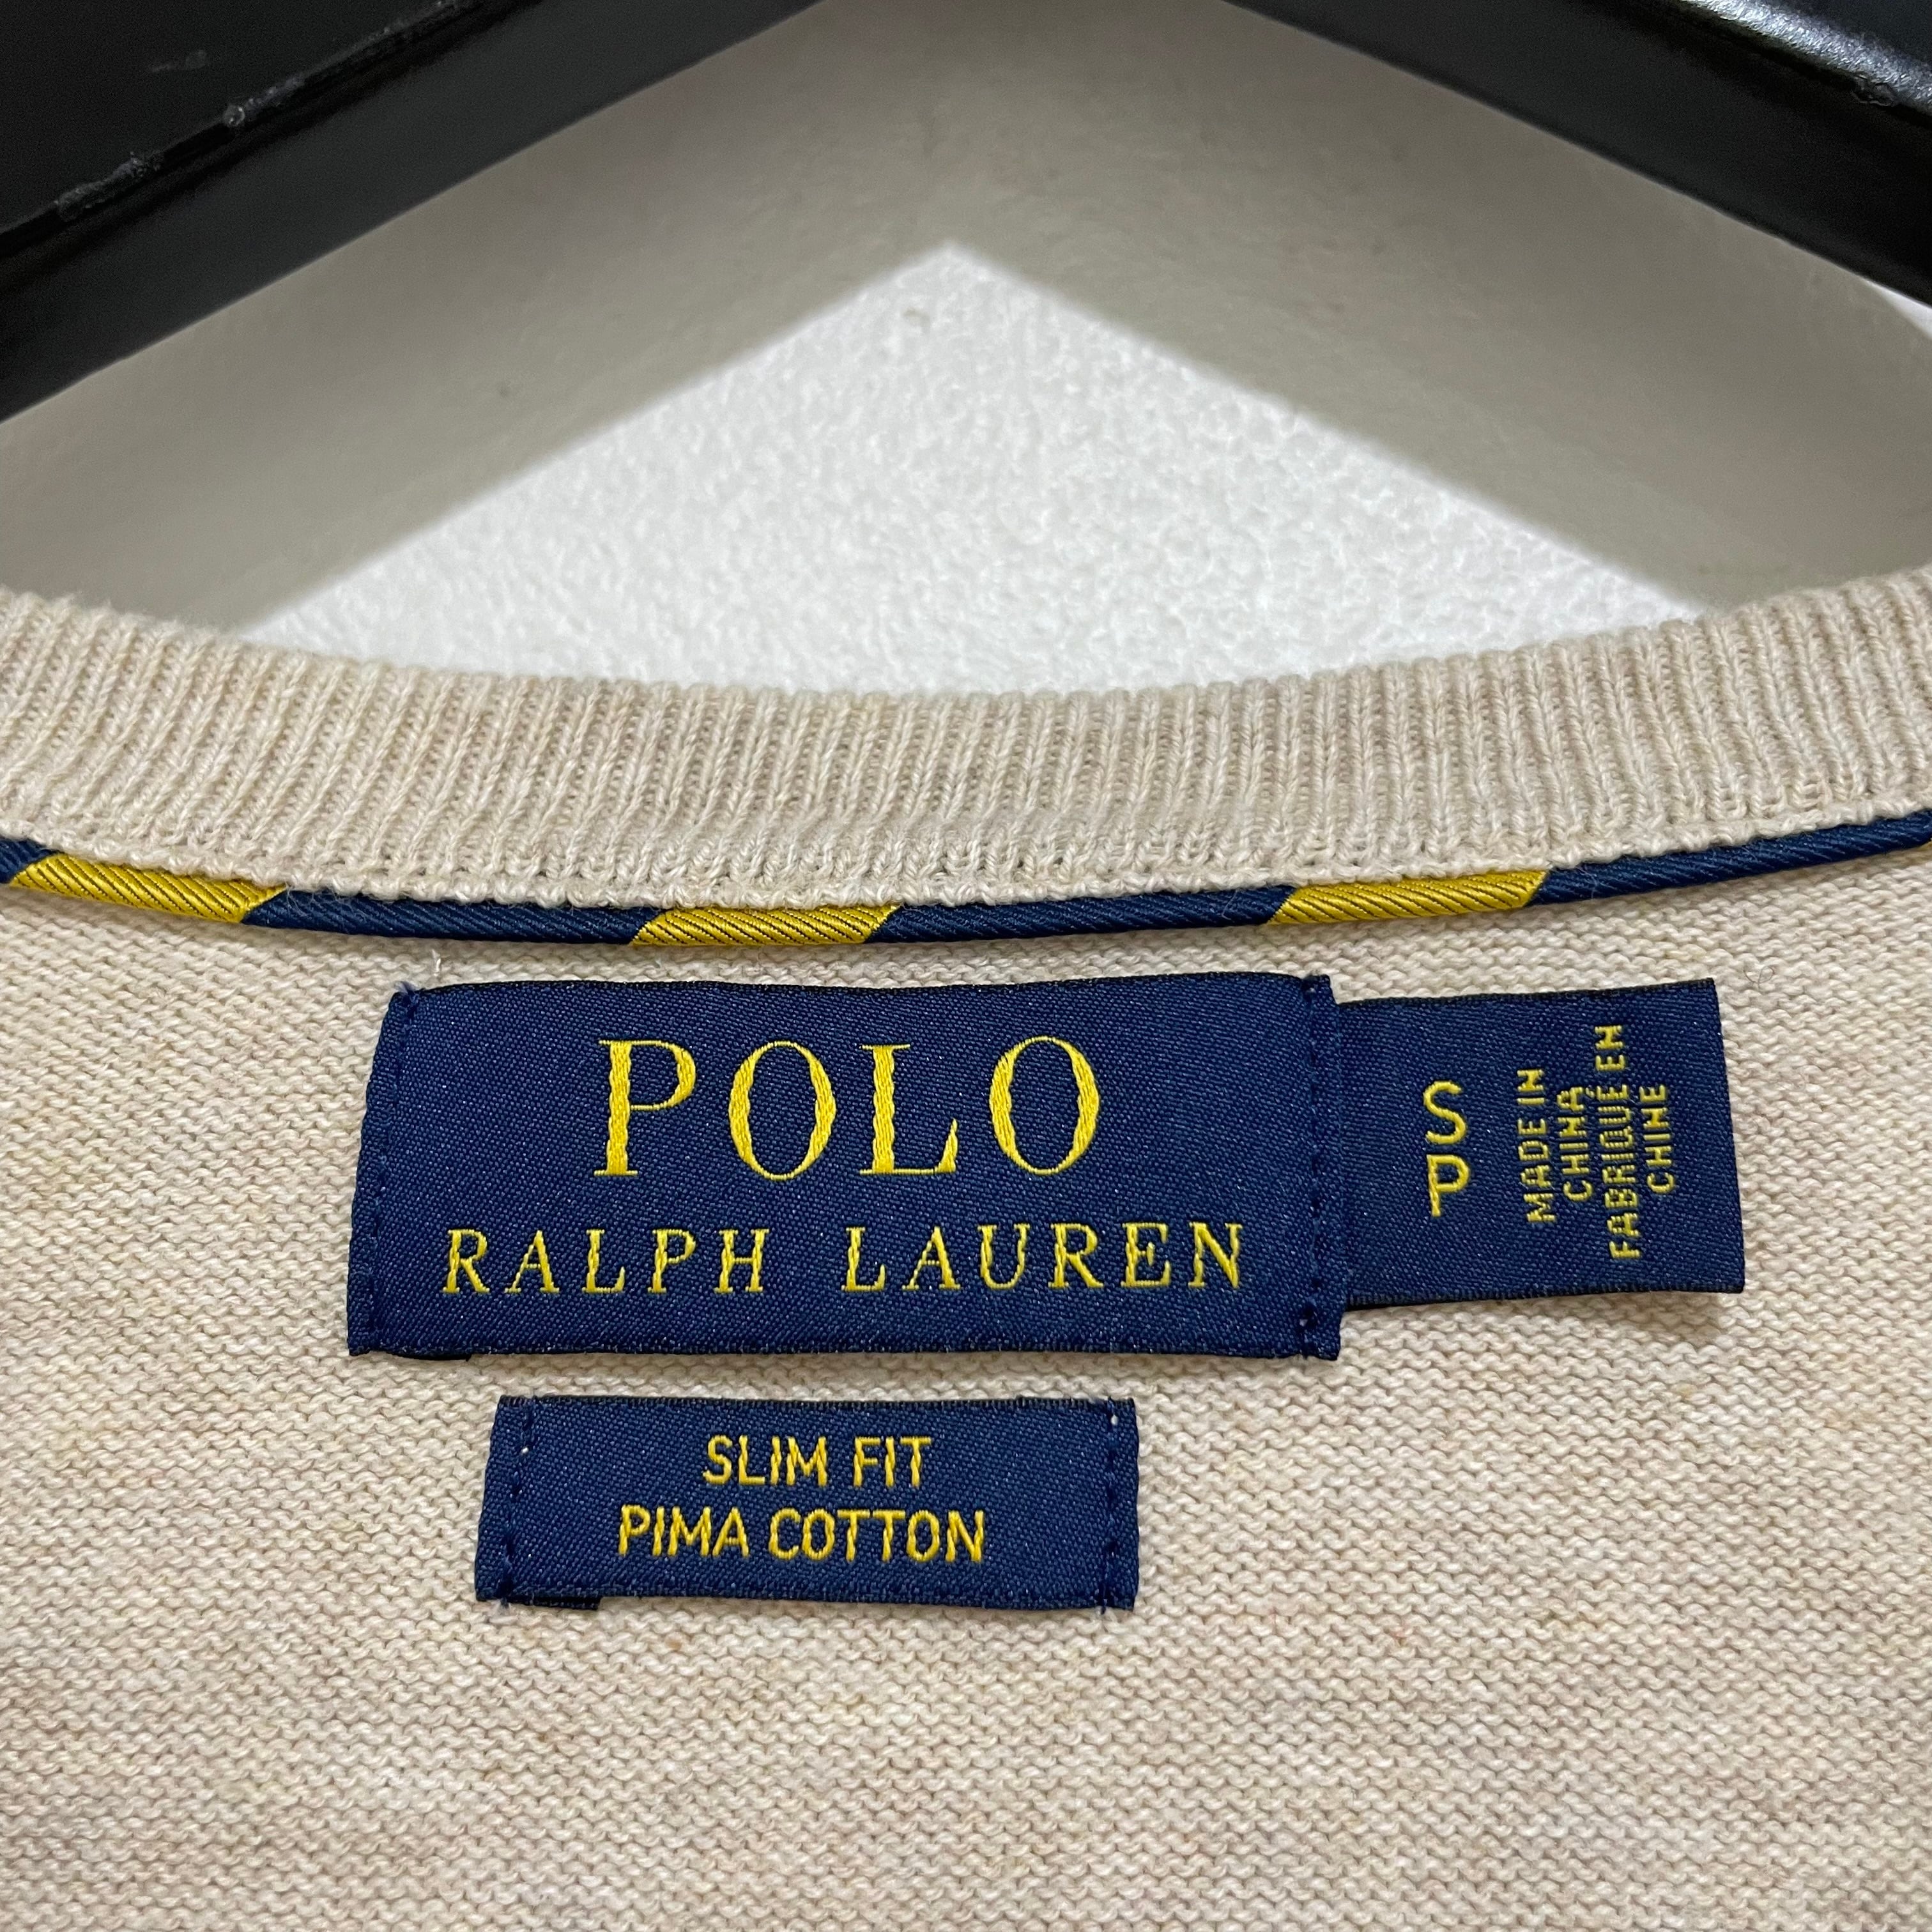 POLO
RALPH LAUREN
S
P
MADE IN
CHINA
FABRIQUÉ EN
CHINE
SLIM FIT
PIMA COTTON